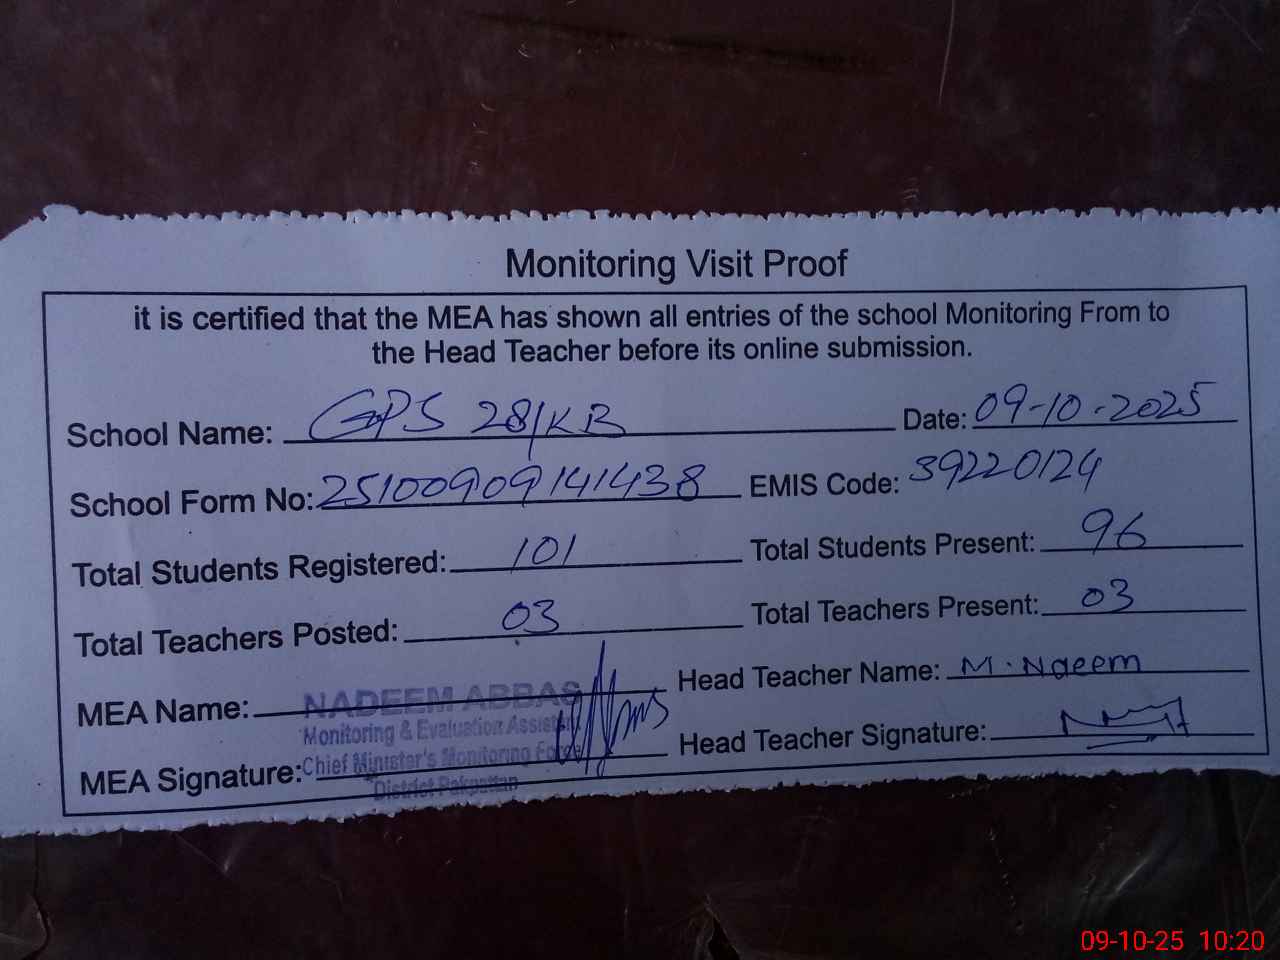 Monitoring Visit Proof
it is certified that the MEA has shown all entries of the school Monitoring From to
the Head Teacher before its online submission.
School Name: GPS 28/KB Date: 09-10-2025
School Form No: 25100909141438 EMIS Code: 39220124
Total Students Registered: 101 Total Students Present: 96
Total Teachers Posted: 03 Total Teachers Present: 03
MEA Name: NADEEM ABBAS Head Teacher Name: M. Naeem
Monitoring & Evaluation Assistant
MEA Signature: Chief Minister's Monitoring Force Head Teacher Signature:
District Pakpattan
09-10-25 10:20